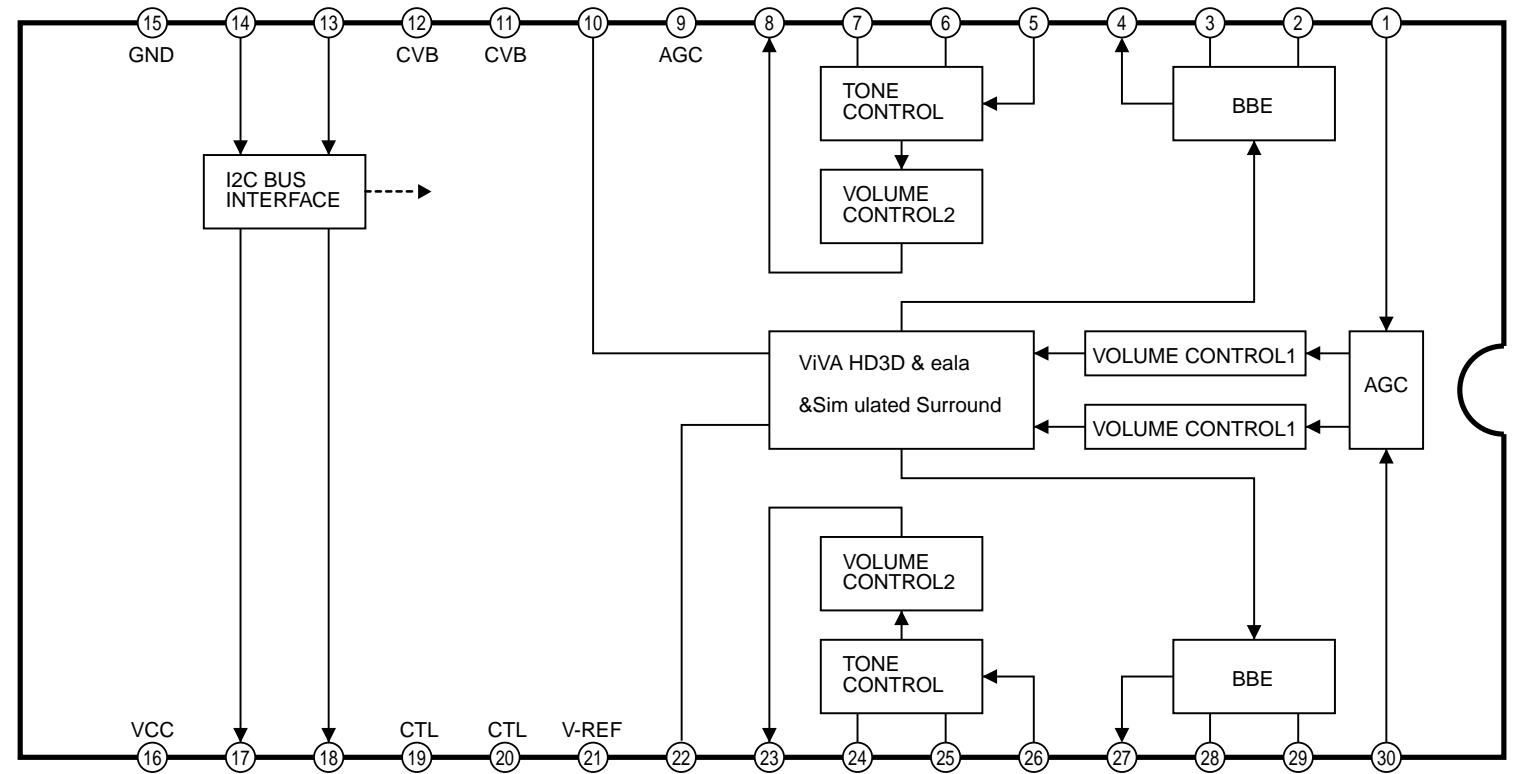 15 14 13 12 11 10 9 8 7 6 5 4 3 2 1
GND CVB CVB AGC
TONE
CONTROL
BBE
I2C BUS
INTERFACE
VOLUME
CONTROL2
ViVA HD3D & eala
&Sim ulated Surround
VOLUME CONTROL1
VOLUME CONTROL1
AGC
VOLUME
CONTROL2
TONE
CONTROL
BBE
VCC CTL CTL V-REF
16 17 18 19 20 21 22 23 24 25 26 27 28 29 30